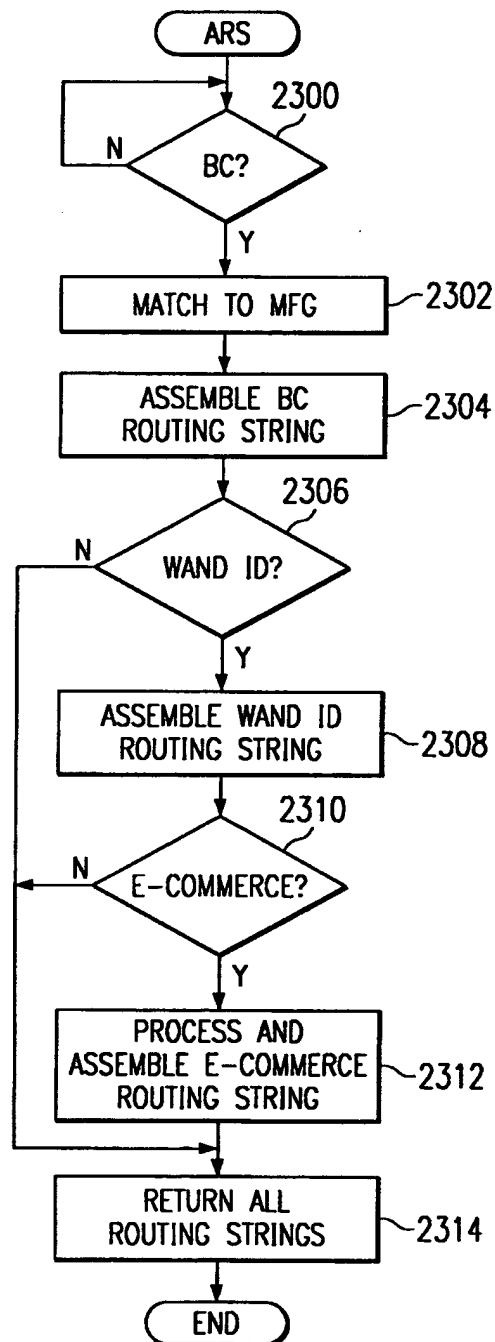 ARS
2300
N
BC?
Y
MATCH TO MFG
2302
ASSEMBLE BC
ROUTING STRING
2304
2306
N
WAND ID?
Y
ASSEMBLE WAND ID
ROUTING STRING
2308
2310
N
E-COMMERCE?
Y
PROCESS AND
ASSEMBLE E-COMMERCE
ROUTING STRING
2312
RETURN ALL
ROUTING STRINGS
2314
END